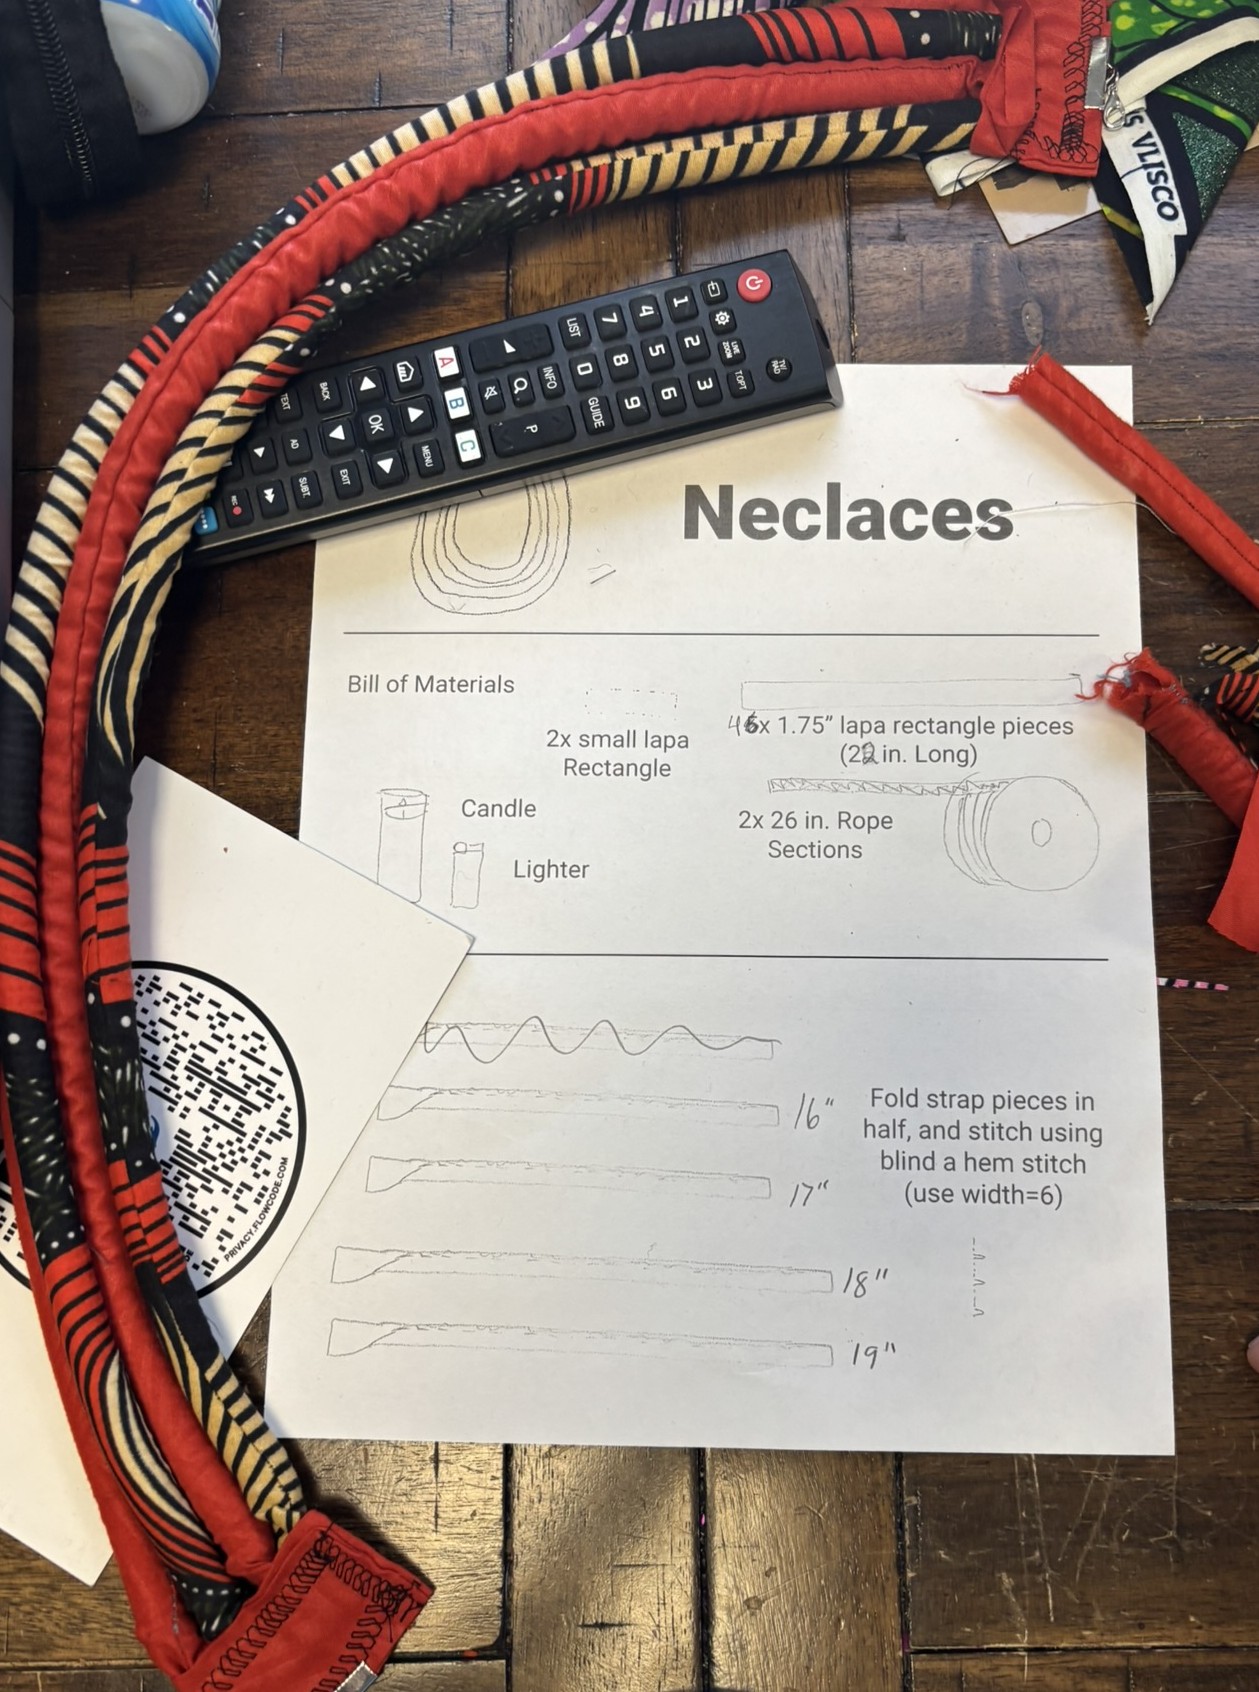 S VLISCO
1
2
3
4
5
6
7
8
9
LIST
0
GUIDE
LIVE ZOOM
T.OPT
TV/RAD
INFO
P
A
B
C
BACK
TEXT
OK
AD
MENU
EXIT
SUBT.
REC
Neclaces
Bill of Materials
2x small lapa
Rectangle
x 1.75” lapa rectangle pieces
in. Long)
Candle
Lighter
2x 26 in. Rope
Sections
16"
17"
18"
19"
Fold strap pieces in
half, and stitch using
blind a hem stitch
(use width=6)
PRIVACY.FLOWCODE.COM